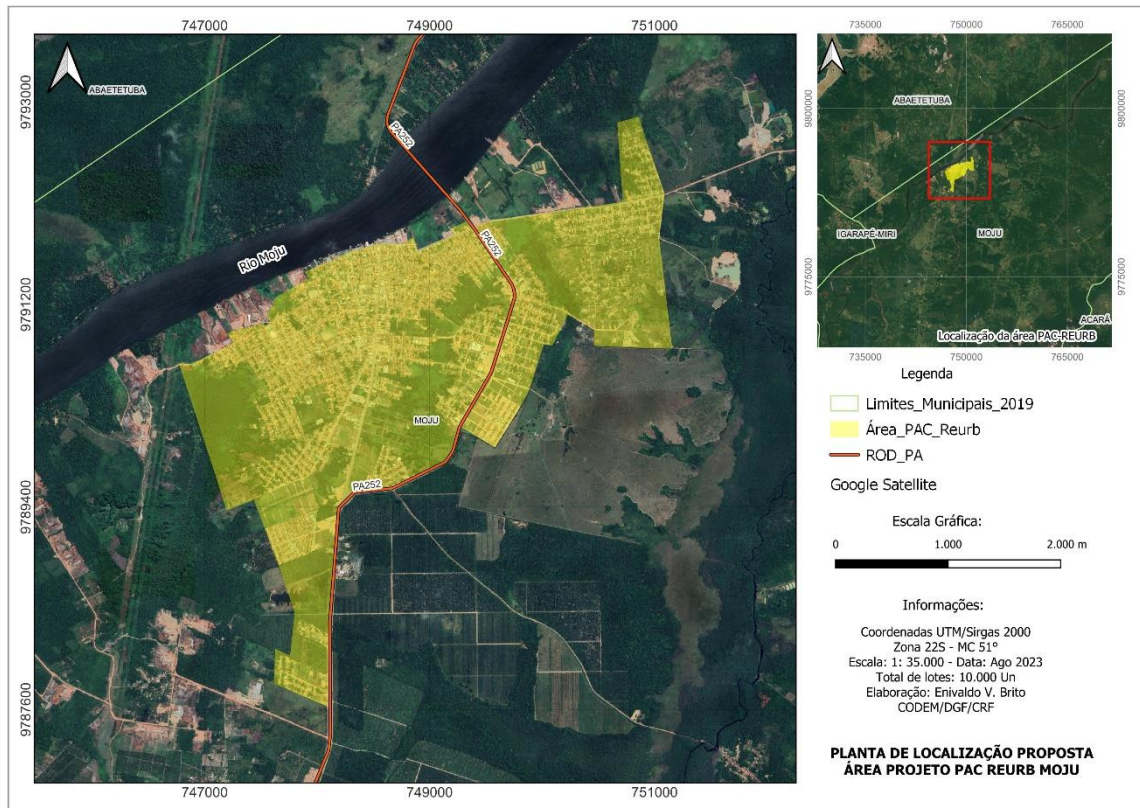 747000 749000 751000
9793000
9791200
9789400
9787600
ABAETETUBA
PA252
Rio Moju
PA252
MOJU
PA252
747000 749000 751000
735000 750000 765000
9800000
9775000
ABAETETUBA
IGARAPÉ-MIRI
MOJU
ACARÁ
Localização da área PAC-REURB
735000 750000 765000
Legenda
Limites_Municipais_2019
Área_PAC_Reurb
ROD_PA
Google Satellite
Escala Gráfica:
0 1.000 2.000 m
Informações:
Coordenadas UTM/Sirgas 2000
Zona 22S - MC 51°
Escala: 1: 35.000 - Data: Ago 2023
Total de lotes: 10.000 Un
Elaboração: Enivaldo V. Brito
CODEM/DGF/CRF
PLANTA DE LOCALIZAÇÃO PROPOSTA
ÁREA PROJETO PAC REURB MOJU